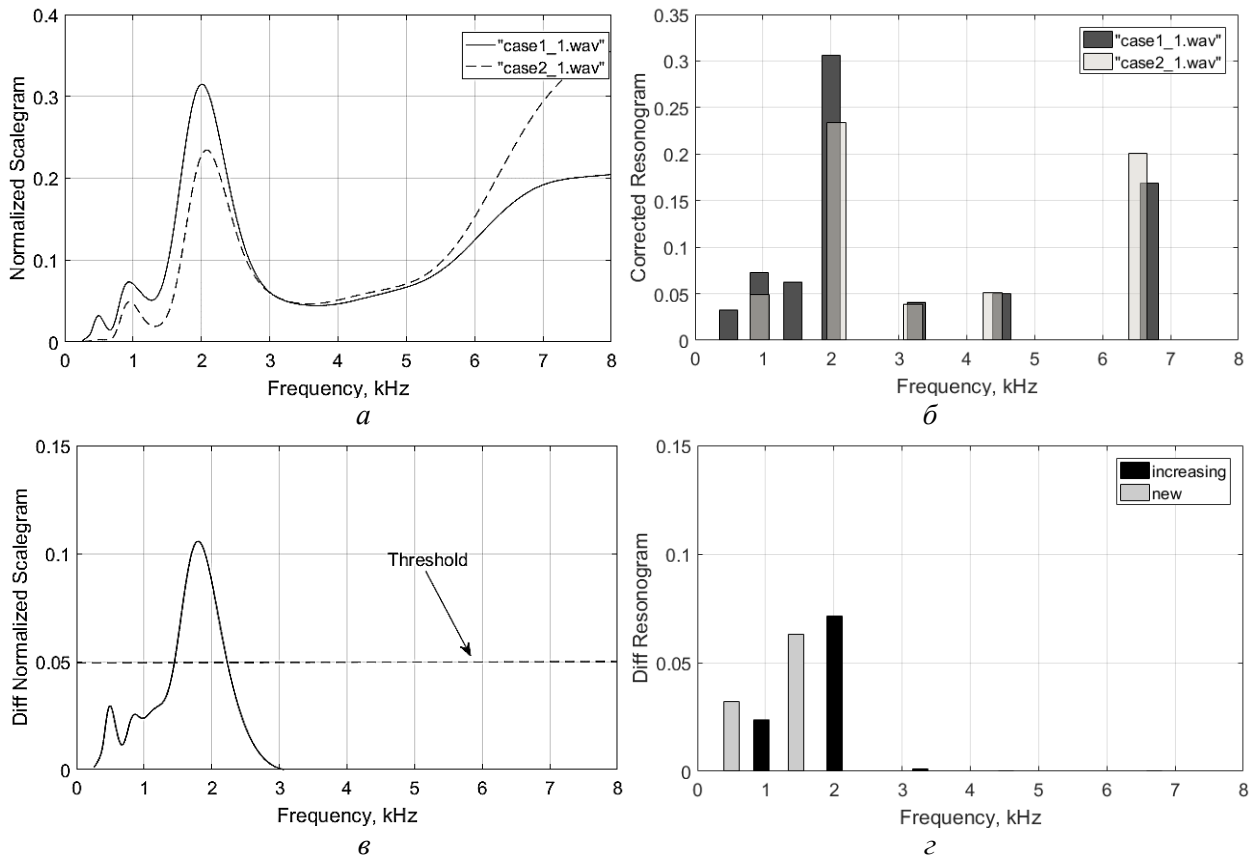 0.4
0.3
0.2
0.1
0
0 1 2 3 4 5 6 7 8
Normalized Scalegram
Frequency, kHz
"case1_1.wav"
"case2_1.wav"
а
0.35
0.3
0.25
0.2
0.15
0.1
0.05
0
0 1 2 3 4 5 6 7 8
Corrected Resonogram
Frequency, kHz
"case1_1.wav"
"case2_1.wav"
б
0.15
0.1
0.05
0
0 1 2 3 4 5 6 7 8
Diff Normalized Scalegram
Frequency, kHz
Threshold
в
0.15
0.1
0.05
0
0 1 2 3 4 5 6 7 8
Diff Resonogram
Frequency, kHz
increasing
new
г